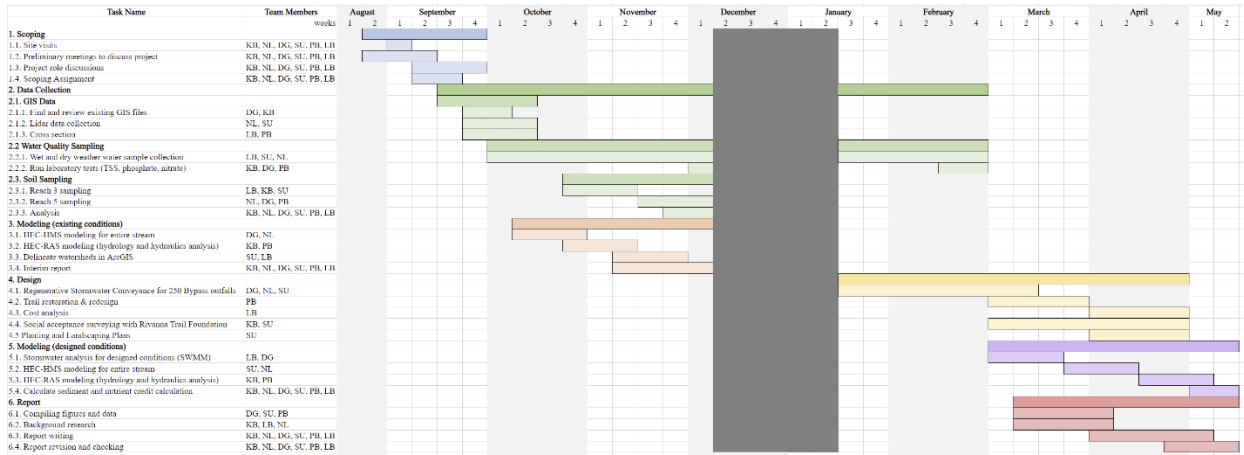 Task Name Team Members August September October November December January February March April May
weeks 1 2 1 2 3 4 1 2 3 4 1 2 3 4 1 2 1 2 3 4 1 2 3 4 1 2 3 4 1 2 3 4 1 2
1. Scoping
1.1. Site visits KB, NL, DG, SU, PB, LB
1.2. Preliminary meetings to discuss project KB, NL, DG, SU, PB, LB
1.3. Project role discussions KB, NL, DG, SU, PB, LB
1.4. Scoping Assignment KB, NL, DG, SU, PB, LB
2. Data Collection
2.1. GIS Data
2.1.1. Find and review existing GIS files DG, KB
2.1.2. Lidar data collection NL, SU
2.1.3. Cross section LB, PB
2.2 Water Quality Sampling
2.2.1. Wet and dry weather water sample collection LB, SU, NL
2.2.2. Run laboratory tests (TSS, phosphate, nitrate) KB, DG, PB
2.3. Soil Sampling
2.3.1. Reach 3 sampling LB, KB, SU
2.3.2. Reach 5 sampling NL, DG, PB
2.3.3. Analysis KB, NL, DG, SU, PB, LB
3. Modeling (existing conditions)
3.1. HEC-HMS modeling for entire stream DG, NL
3.2. HEC-RAS modeling (hydrology and hydraulics analysis) KB, PB
3.3. Delineate watersheds in ArcGIS SU, LB
3.4. Interim report KB, NL, DG, SU, PB, LB
4. Design
4.1. Regenerative Stormwater Conveyance for 250 Bypass outfalls DG, NL, SU
4.2. Trail restoration & redesign PB
4.3. Cost analysis LB
4.4. Social acceptance surveying with Rivanna Trail Foundation KB, SU
4.5 Planting and Landscaping Plans SU
5. Modeling (designed conditions)
5.1. Stormwater analysis for designed conditions (SWMM) LB, DG
5.2. HEC-HMS modeling for entire stream SU, NL
5.3. HEC-RAS modeling (hydrology and hydraulics analysis) KB, PB
5.4. Calculate sediment and nutrient credit calculation KB, NL, DG, SU, PB, LB
6. Report
6.1. Compiling figures and data DG, SU, PB
6.2. Background research KB, LB, NL
6.3. Report writing KB, NL, DG, SU, PB, LB
6.4. Report revision and checking KB, NL, DG, SU, PB, LB